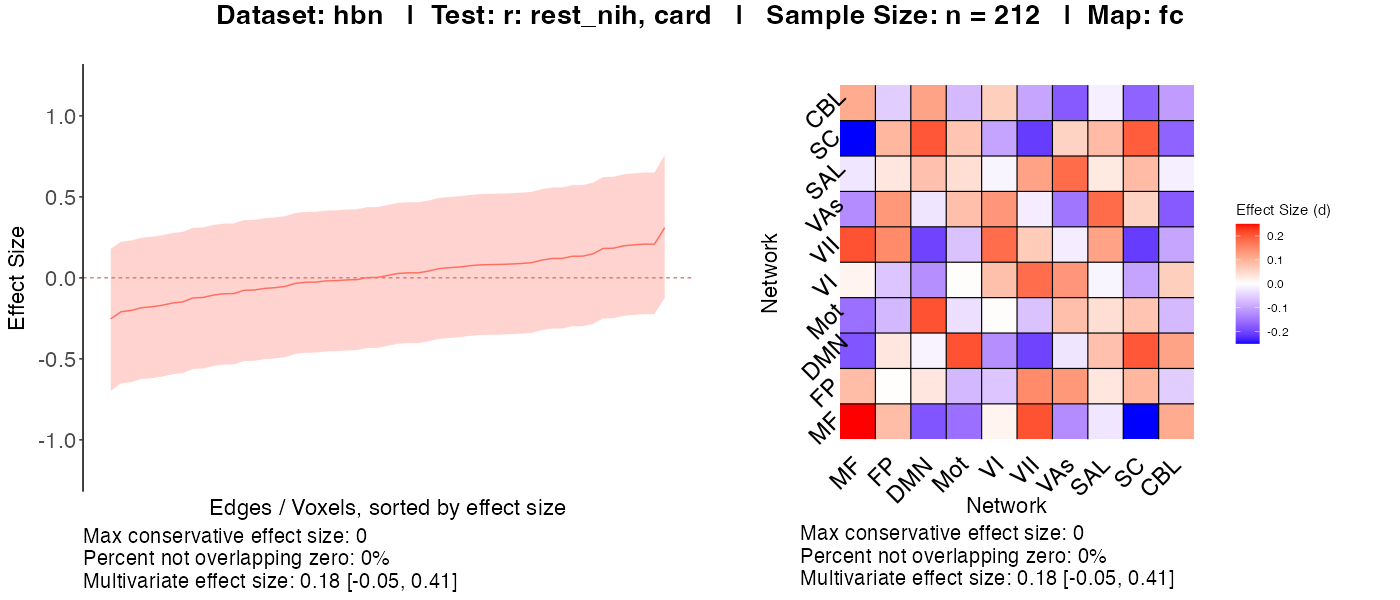 Dataset: hbn | Test: r: rest_nih, card | Sample Size: n = 212 | Map: fc
1.0
0.5
0.0
-0.5
-1.0
Effect Size
Edges / Voxels, sorted by effect size
Max conservative effect size: 0
Percent not overlapping zero: 0%
Multivariate effect size: 0.18 [-0.05, 0.41]
Network
CBL
SC
SAL
VAs
VII
VI
Mot
DMN
FP
MF
MF FP DMN Mot VI VII VAs SAL SC CBL
Network
Max conservative effect size: 0
Percent not overlapping zero: 0%
Multivariate effect size: 0.18 [-0.05, 0.41]
Effect Size (d)
0.2
0.1
0.0
-0.1
-0.2